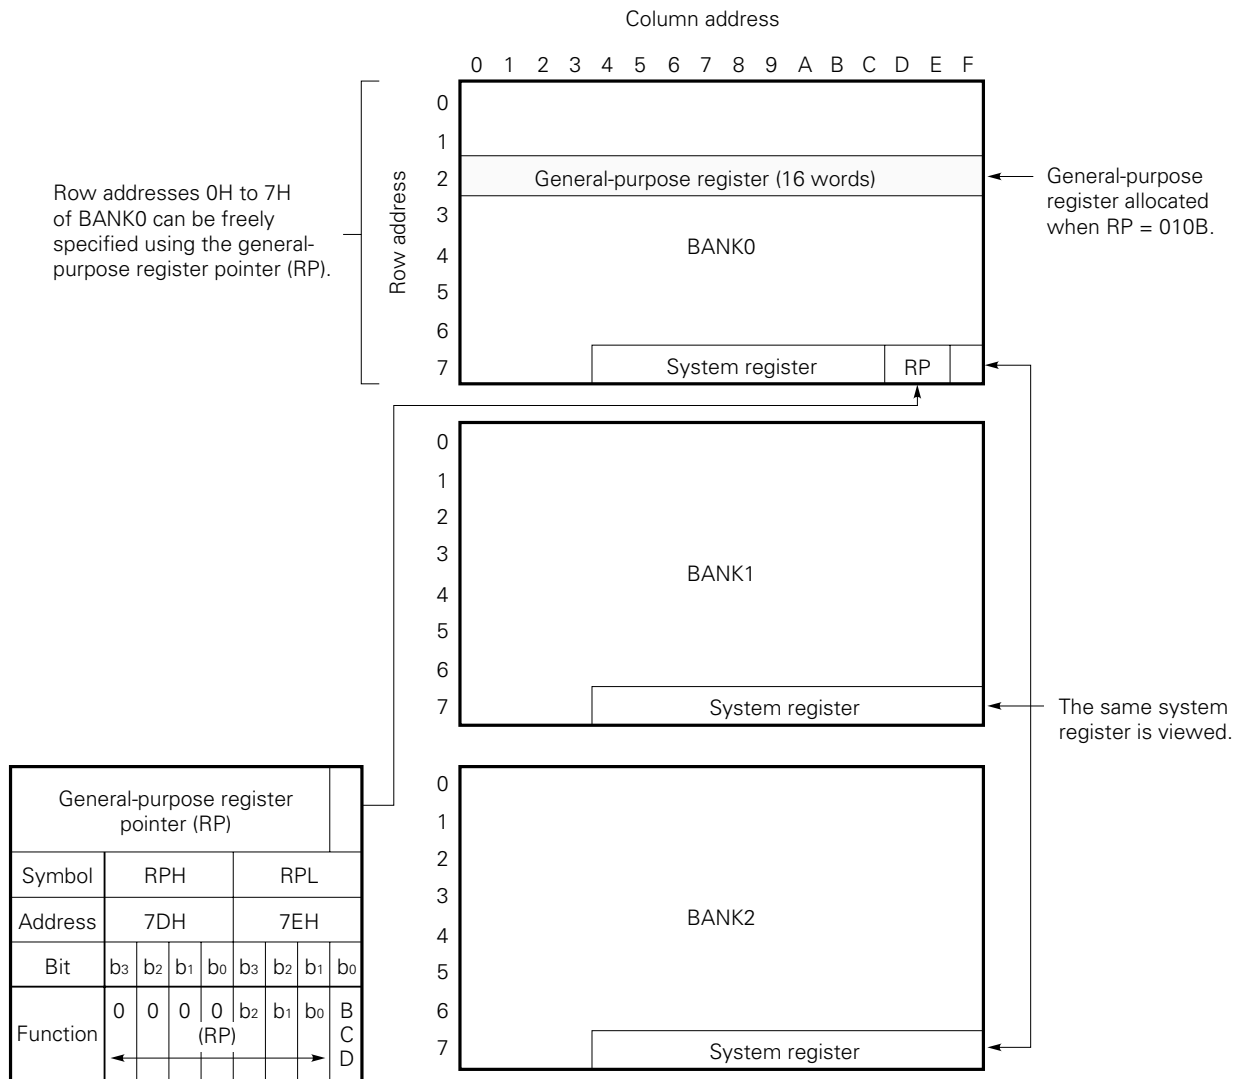 Column address
0 1 2 3 4 5 6 7 8 9 A B C D E F
Row addresses 0H to 7H
of BANK0 can be freely
specified using the general-
purpose register pointer (RP).
Row address
0
1
2
3
4
5
6
7
General-purpose register (16 words)
BANK0
System register
RP
General-purpose
register allocated
when RP = 010B.
0
1
2
3
4
5
6
7
BANK1
System register
The same system
register is viewed.
0
1
2
3
4
5
6
7
BANK2
System register
General-purpose register
pointer (RP)
Symbol RPH RPL
Address 7DH 7EH
Bit b3 b2 b1 b0 b3 b2 b1 b0
Function 0 0 0 0 b2 b1 b0 B
C
D
(RP)